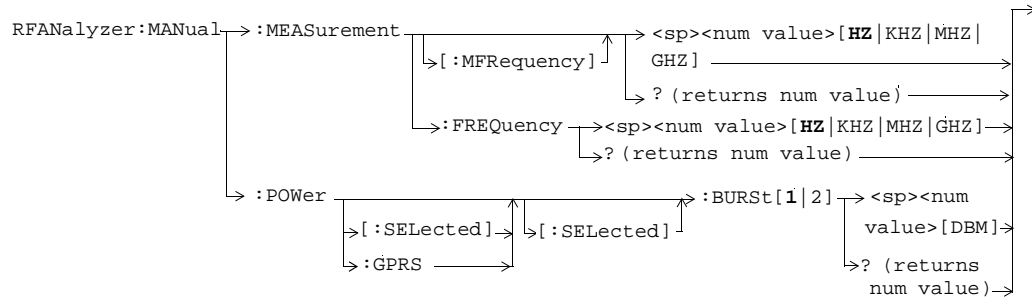 RFANalyzer:MANual :MEASurement <sp><num value>[HZ|KHZ|MHZ|
[:MFRequency] GHZ]
? (returns num value)
:FREQuency <sp><num value>[HZ|KHZ|MHZ|GHZ]
? (returns num value)
:POWer :BURSt[1|2] <sp><num
[:SELected] [:SELected] value>[DBM]
:GPRS ? (returns
num value)